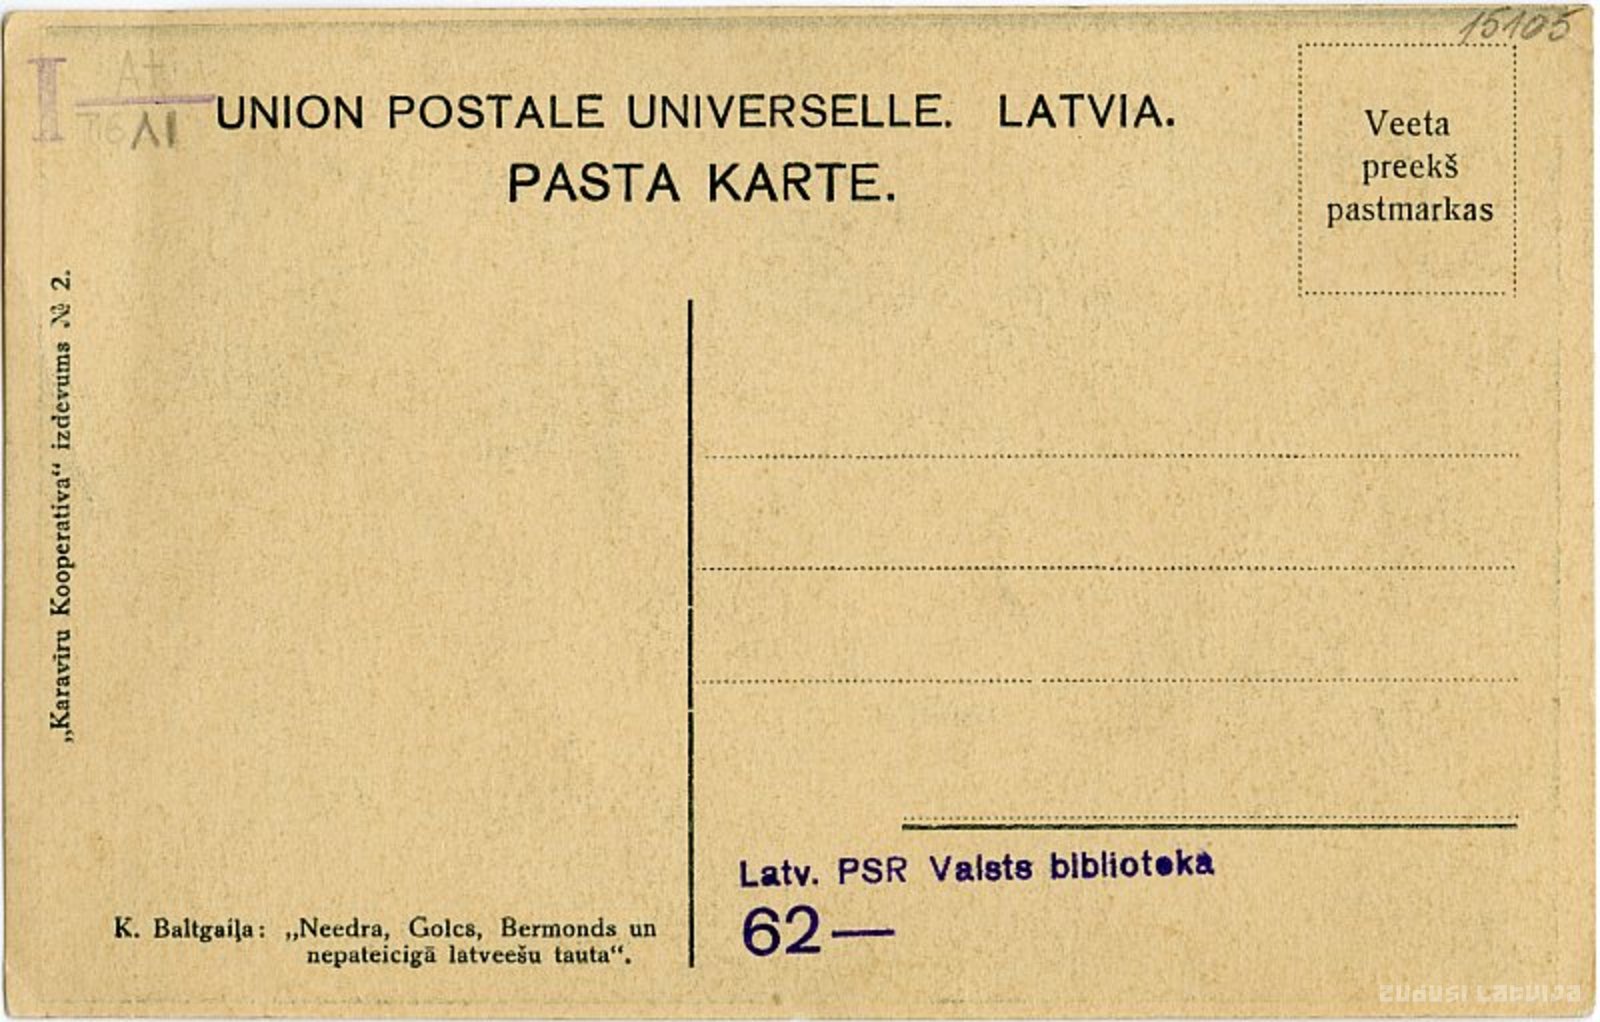 15105
I
UNION POSTALE UNIVERSELLE. LATVIA.
PASTA KARTE.
Veeta
preekš
pastmarkas
„Karaviru Kooperativa“ izdevums № 2.
Latv. PSR Valsts biblioteka
62—
K. Baltgaiļa: „Needra, Golcs, Bermonds un
nepateicigā latveešu tauta“.
zudusi Latvija